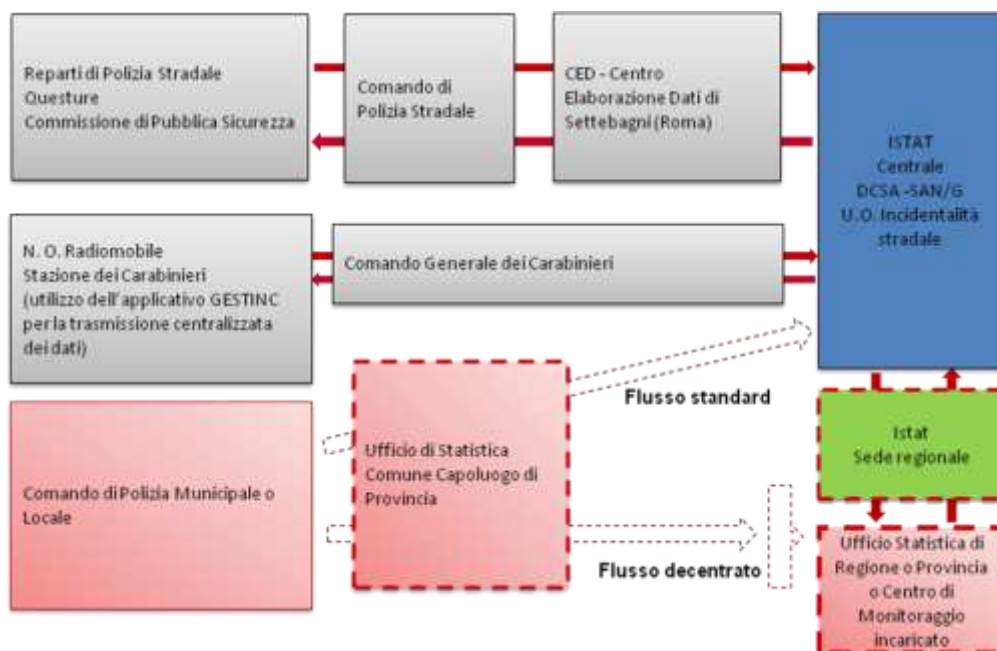 Reparti di Polizia Stradale
Questure
Commissione di Pubblica Sicurezza
Comando di
Polizia Stradale
CED - Centro
Elaborazione Dati di
Settebagni (Roma)
ISTAT
Centrale
DCSA -SAN/G
U.O. Incidentalità
stradale
N. O. Radiomobile
Stazione dei Carabinieri
(utilizzo dell'applicativo GESTINC
per la trasmissione centralizzata
dei dati)
Comando Generale dei Carabinieri
Flusso standard
Istat
Sede regionale
Comando di Polizia Municipale o
Locale
Ufficio di Statistica
Comune Capoluogo di
Provincia
Flusso decentrato
Ufficio Statistica di
Regione o Provincia
o Centro di
Monitoraggio
incaricato